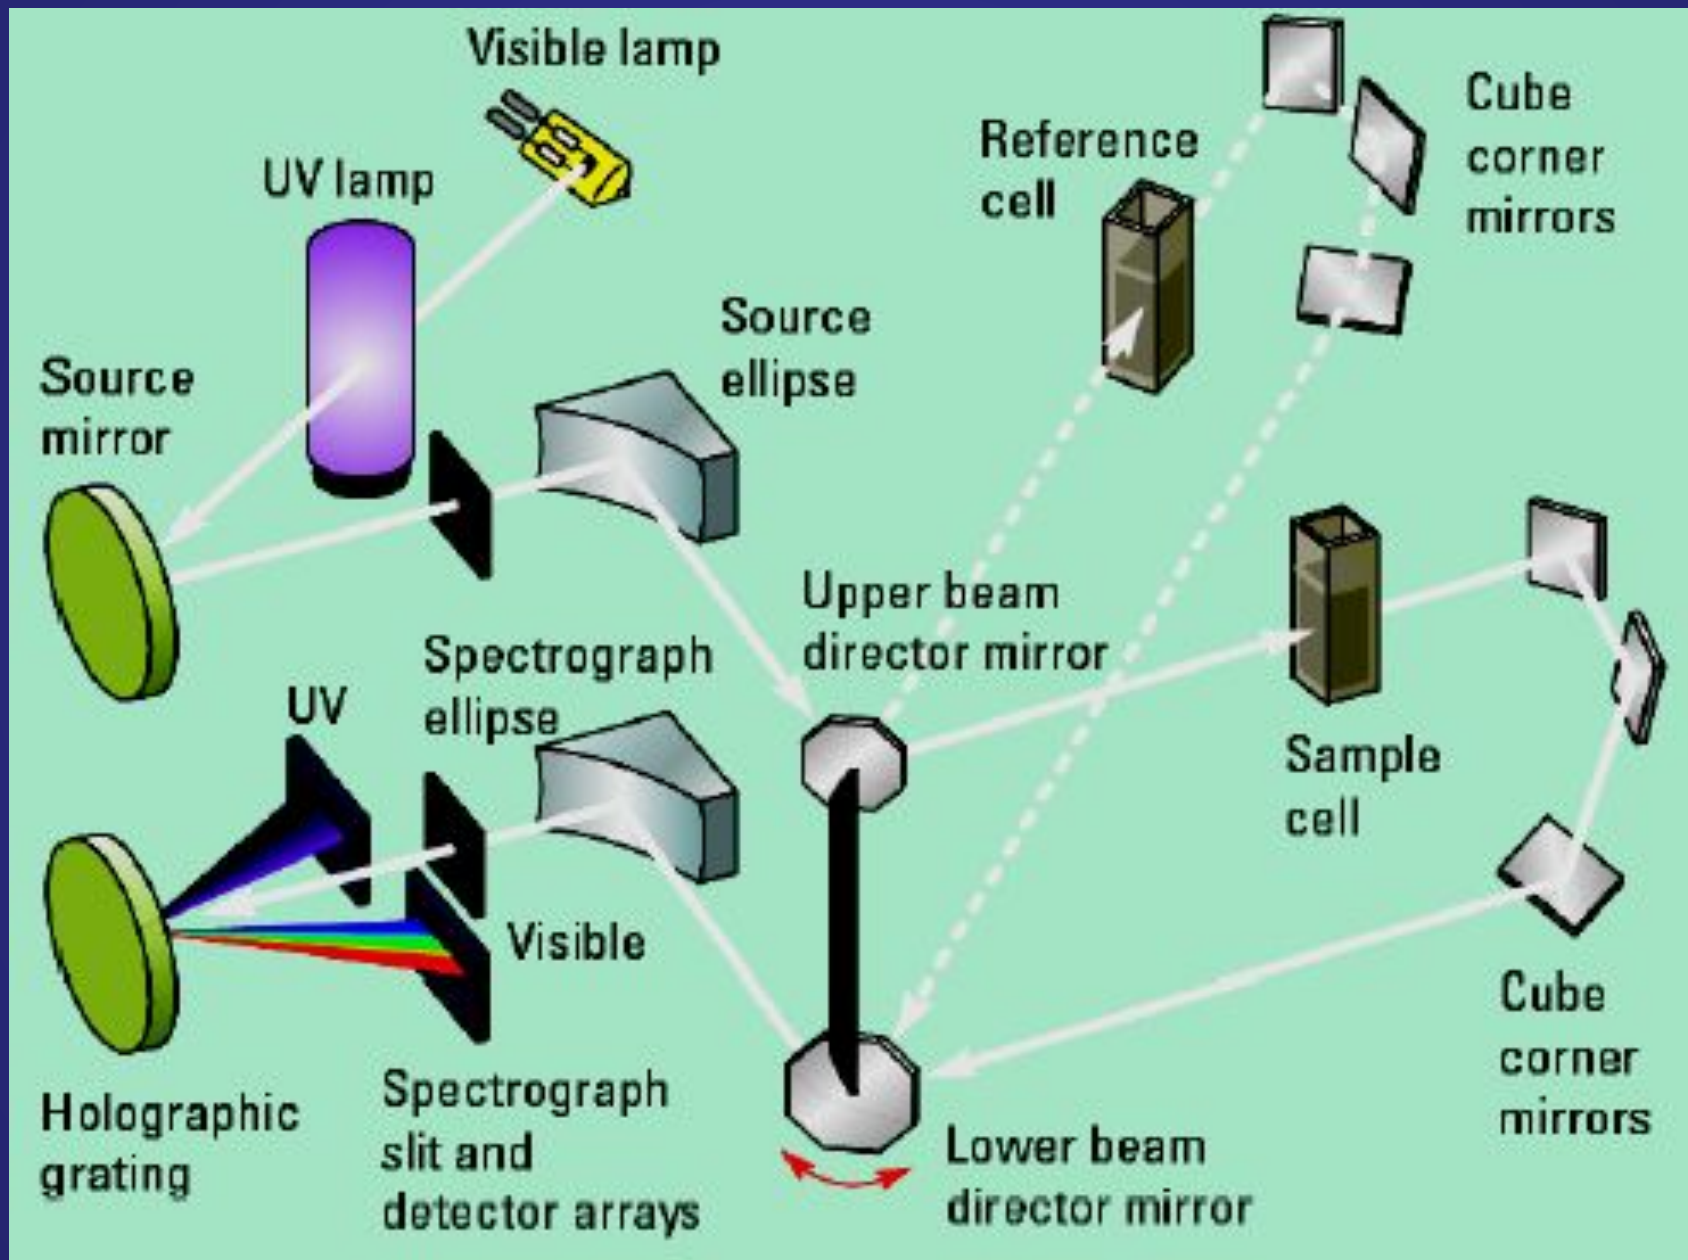 Visible lamp
UV lamp
Reference
cell
Cube
corner
mirrors
Source
ellipse
Source
mirror
Upper beam
director mirror
Spectrograph
ellipse
UV
Sample
cell
Visible
Cube
corner
mirrors
Holographic
grating
Spectrograph
slit and
detector arrays
Lower beam
director mirror